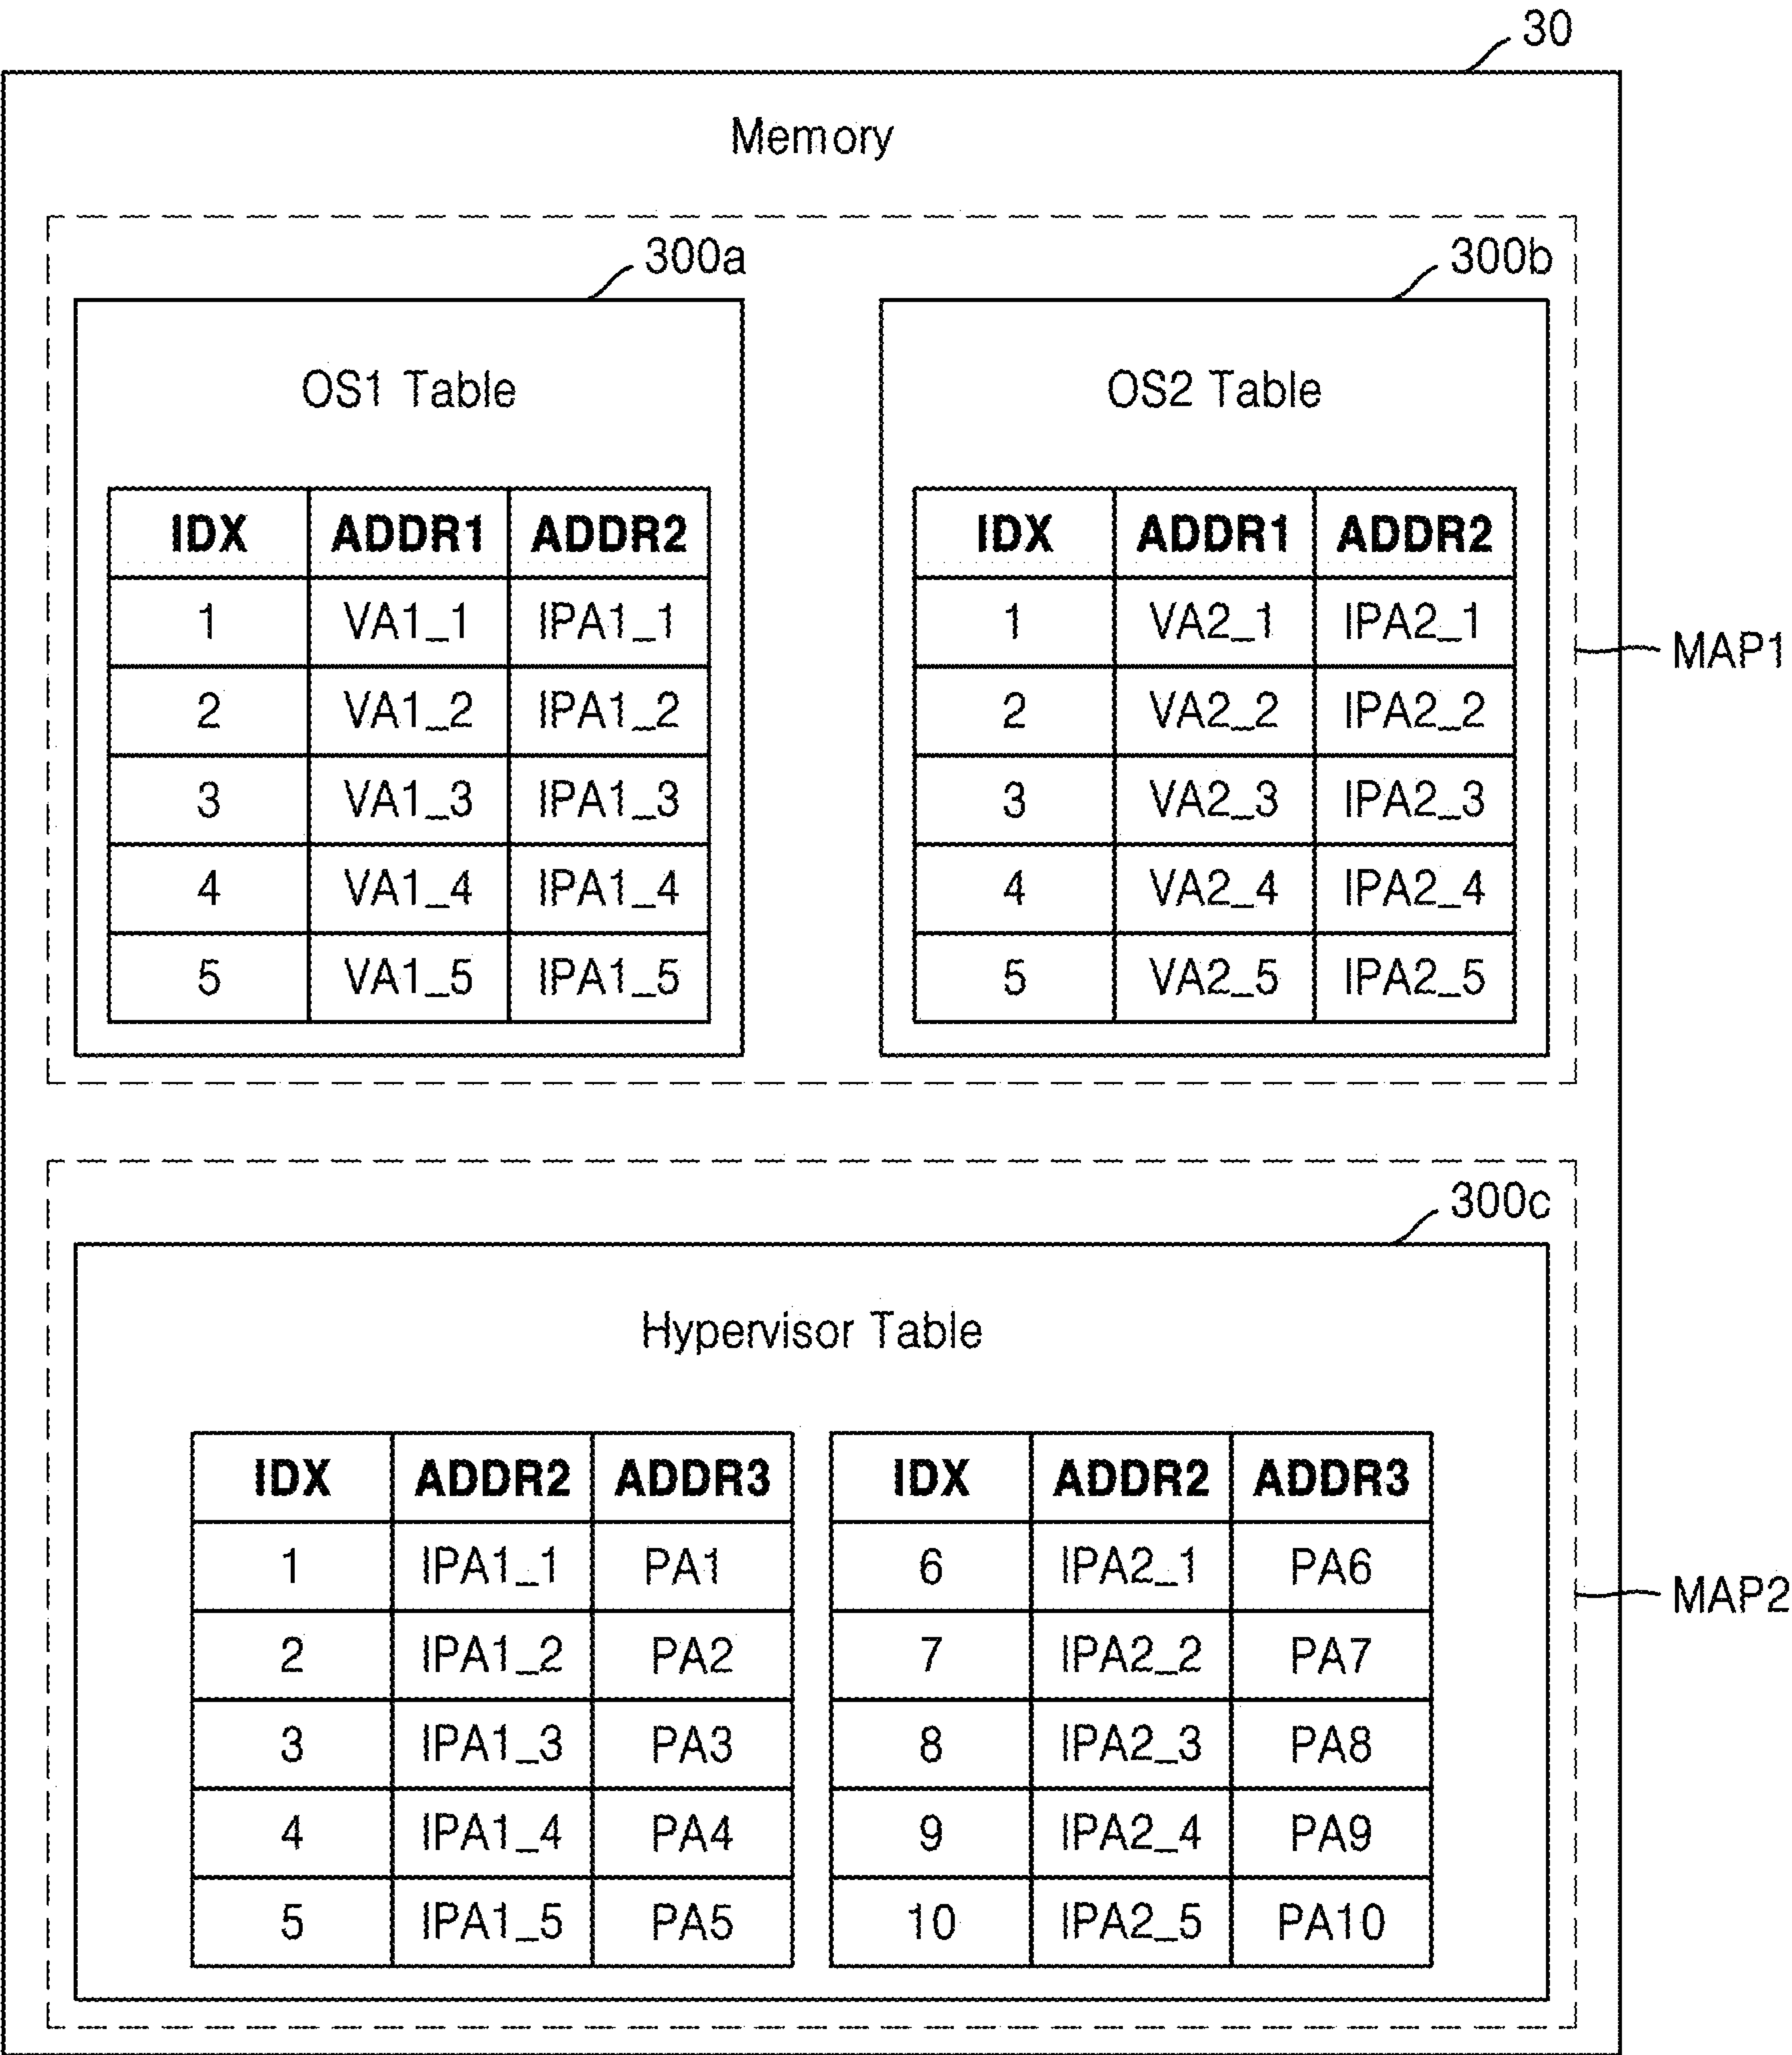 30
Memory
300a 300b
OS1 Table OS2 Table
IDX ADDR1 ADDR2 IDX ADDR1 ADDR2
1 VA1_1 IPA1_1 1 VA2_1 IPA2_1
MAP1
2 VA1_2 IPA1_2 2 VA2_2 IPA2_2
3 VA1_3 IPA1_3 3 VA2_3 IPA2_3
4 VA1_4 IPA1_4 4 VA2_4 IPA2_4
5 VA1_5 IPA1_5 5 VA2_5 IPA2_5
300c
Hypervisor Table
IDX ADDR2 ADDR3 IDX ADDR2 ADDR3
1 IPA1_1 PA1 6 IPA2_1 PA6
MAP2
2 IPA1_2 PA2 7 IPA2_2 PA7
3 IPA1_3 PA3 8 IPA2_3 PA8
4 IPA1_4 PA4 9 IPA2_4 PA9
5 IPA1_5 PA5 10 IPA2_5 PA10